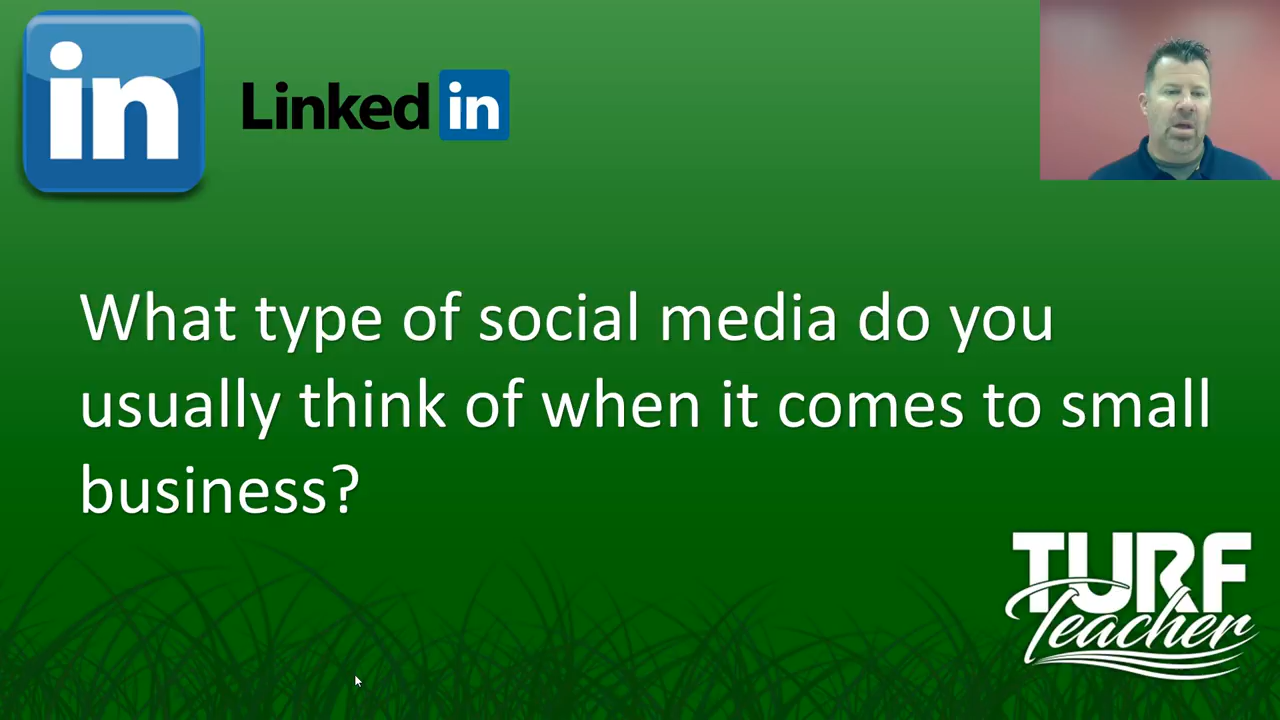 in
Linked in
What type of social media do you
usually think of when it comes to small
business?
TURF
Teacher